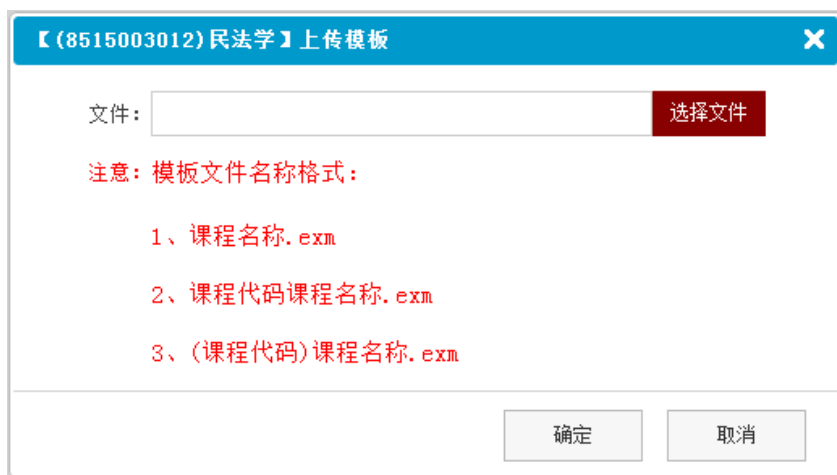 【(8515003012)民法学】上传模板
文件： 选择文件
注意：模板文件名称格式：
1、课程名称.exm
2、课程代码课程名称.exm
3、(课程代码)课程名称.exm
确定 取消